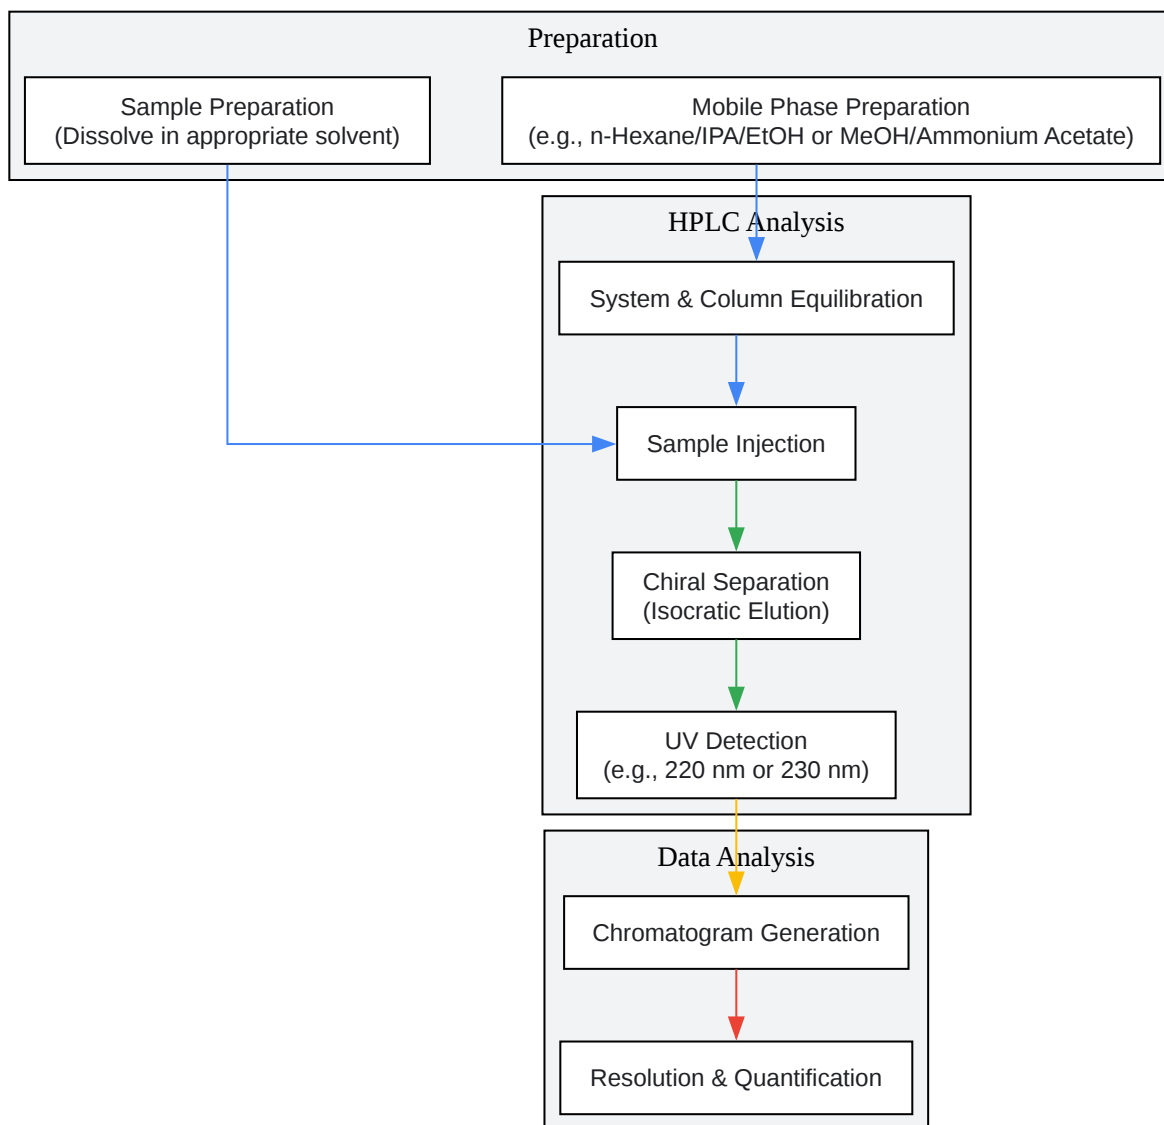 Preparation
Sample Preparation
(Dissolve in appropriate solvent)
Mobile Phase Preparation
(e.g., n-Hexane/IPA/EtOH or MeOH/Ammonium Acetate)
HPLC Analysis
System & Column Equilibration
Sample Injection
Chiral Separation
(Isocratic Elution)
UV Detection
(e.g., 220 nm or 230 nm)
Data Analysis
Chromatogram Generation
Resolution & Quantification